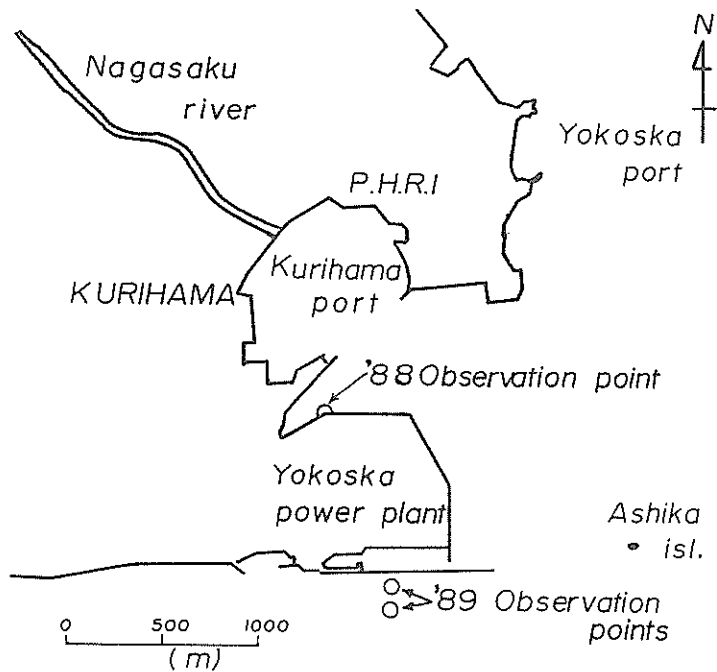 N
Nagasaku
river
Yokoska
port
P.H.R.I
Kurihama
port
KURIHAMA
'88 Observation point
Yokoska
power plant
Ashika
isl.
'89 Observation
points
0 500 1000
(m)